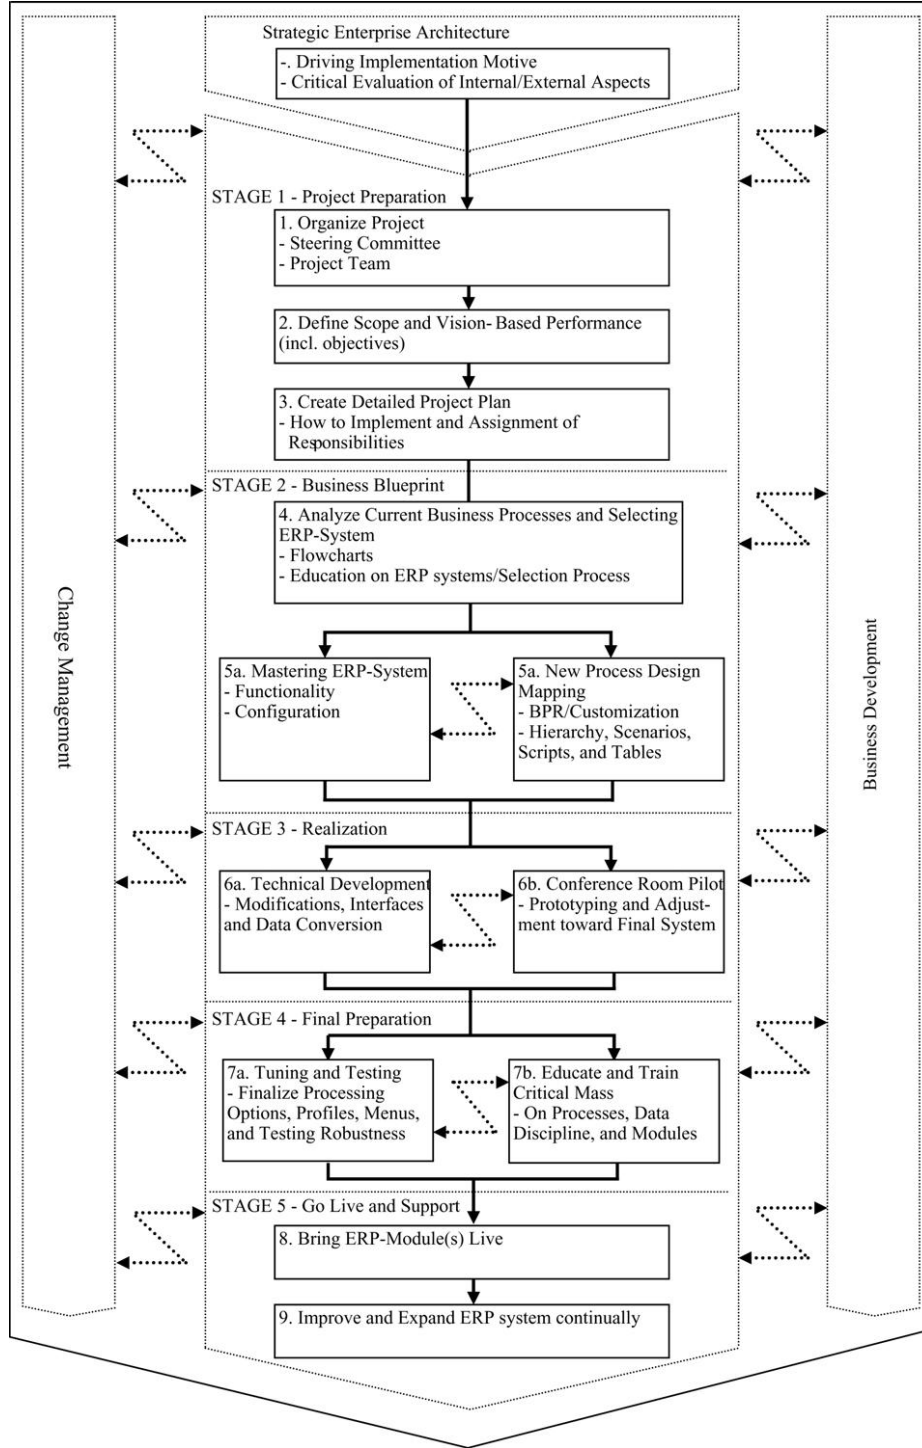 Strategic Enterprise Architecture
-. Driving Implementation Motive
- Critical Evaluation of Internal/External Aspects
STAGE 1 - Project Preparation
1. Organize Project
- Steering Committee
- Project Team
2. Define Scope and Vision- Based Performance
(incl. objectives)
3. Create Detailed Project Plan
- How to Implement and Assignment of
Responsibilities
STAGE 2 - Business Blueprint
4. Analyze Current Business Processes and Selecting
ERP-System
- Flowcharts
- Education on ERP systems/Selection Process
Change Management
Business Development
5a. Mastering ERP-System
- Functionality
- Configuration
5a. New Process Design
Mapping
- BPR/Customization
- Hierarchy, Scenarios,
Scripts, and Tables
STAGE 3 - Realization
6a. Technical Development
- Modifications, Interfaces
and Data Conversion
6b. Conference Room Pilot
- Prototyping and Adjust-
ment toward Final System
STAGE 4 - Final Preparation
7a. Tuning and Testing
- Finalize Processing
Options, Profiles, Menus,
and Testing Robustness
7b. Educate and Train
Critical Mass
- On Processes, Data
Discipline, and Modules
STAGE 5 - Go Live and Support
8. Bring ERP-Module(s) Live
9. Improve and Expand ERP system continually